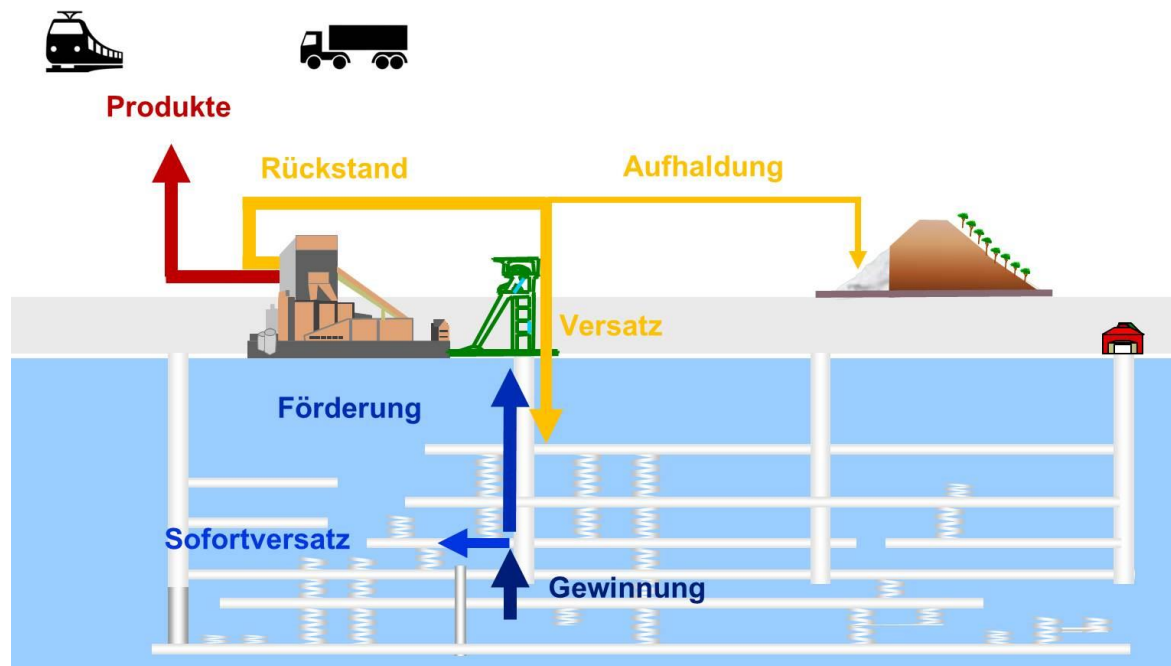 Produkte
Rückstand
Aufhaldung
Versatz
Förderung
Sofortversatz
Gewinnung